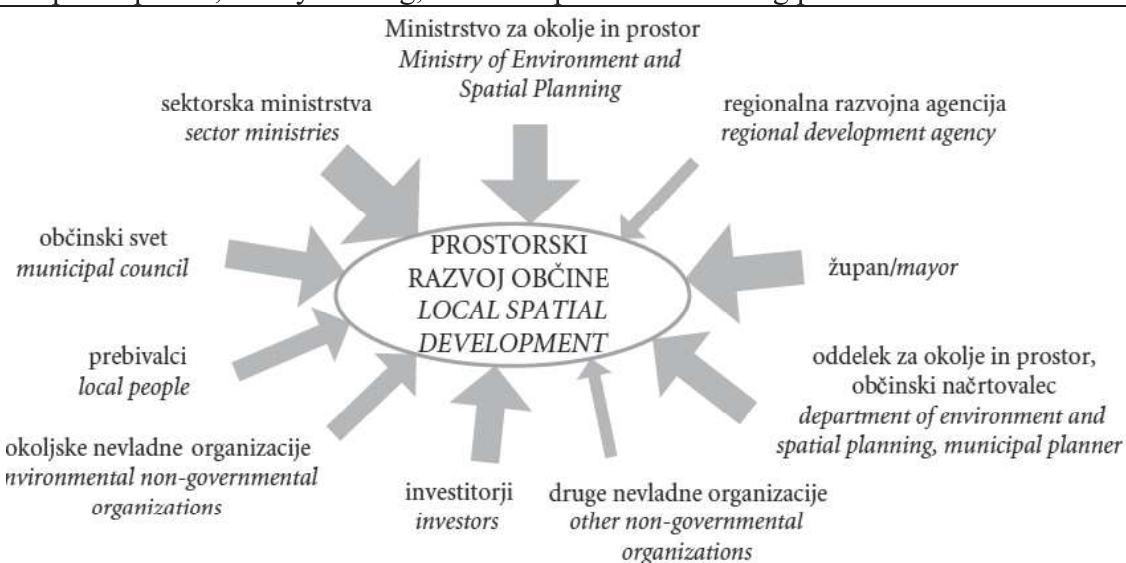 Ministrstvo za okolje in prostor
Ministry of Environment and
Spatial Planning
sektorska ministrstva
sector ministries
regionalna razvojna agencija
regional development agency
občinski svet
municipal council
PROSTORSKI
RAZVOJ OBČINE
LOCAL SPATIAL
DEVELOPMENT
župan/mayor
prebivalci
local people
oddelek za okolje in prostor,
občinski načrtovalec
department of environment and
spatial planning, municipal planner
okoljske nevladne organizacije
nvironmental non-governmental
organizations
investitorji
investors
druge nevladne organizacije
other non-governmental
organizations